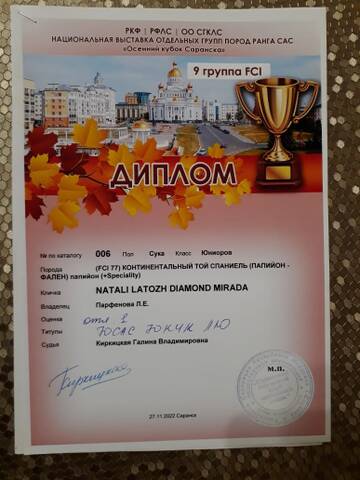 РКФ | РФЛС | ОО СГКЛС
НАЦИОНАЛЬНАЯ ВЫСТАВКА ОТДЕЛЬНЫХ ГРУПП ПОРОД РАНГА САС
«Осенний кубок Саранска»
9 группа FCI
ДИПЛОМ
№ по каталогу 006 Пол Сука Класс Юниоров
Порода (FCI 77) КОНТИНЕНТАЛЬНЫЙ ТОЙ СПАНИЕЛЬ (ПАПИЙОН -
ФАЛЕН) папийон (+Speciality)
Кличка NATALI LATOZH DIAMOND MIRADA
Владелец Парфенова Л.Е.
Оценка отл 1
Титулы ЮСАС ЮКЧК ЛЮ
Судья Киркицкая Галина Владимировна
Киркицкая
М.П.
27.11.2022 Саранск